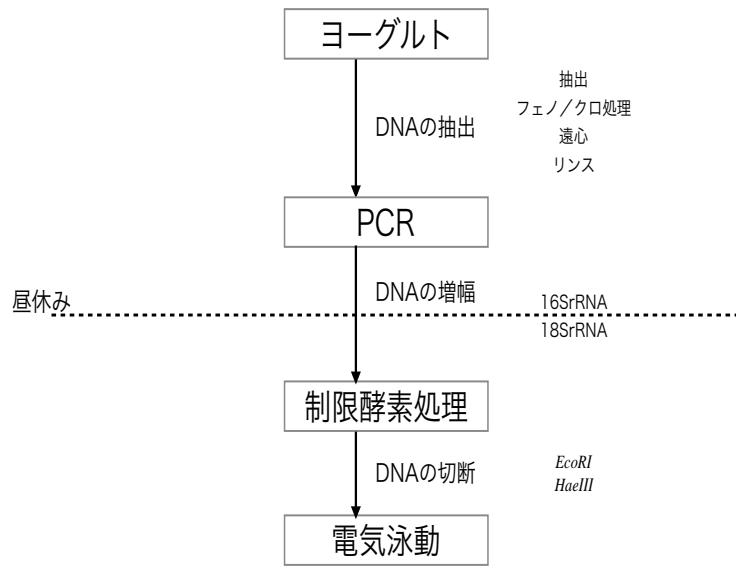 ヨーグルト
抽出
フェノ／クロ処理
DNAの抽出
遠心
リンス
PCR
DNAの増幅
昼休み
16SrRNA
18SrRNA
制限酵素処理
DNAの切断
EcoRI
HaeIII
電気泳動